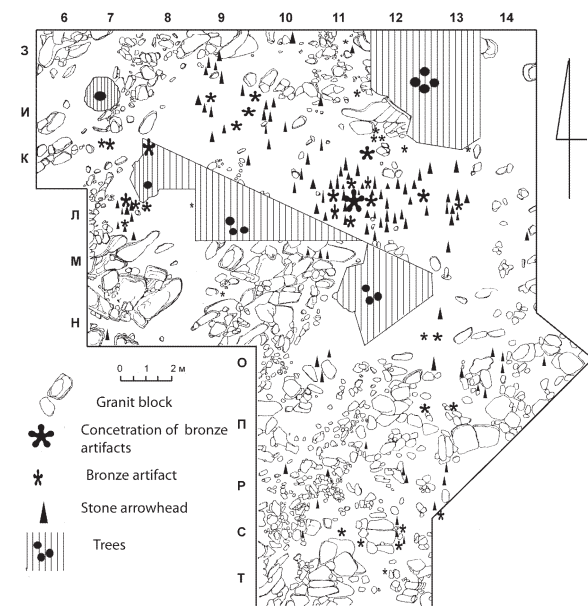 6 7 8 9 10 11 12 13 14
З
И
К
Л
М
Н
О
П
Р
С
Т
0 1 2 м
Granit block
Concetration of bronze
artifacts
Bronze artifact
Stone arrowhead
Trees